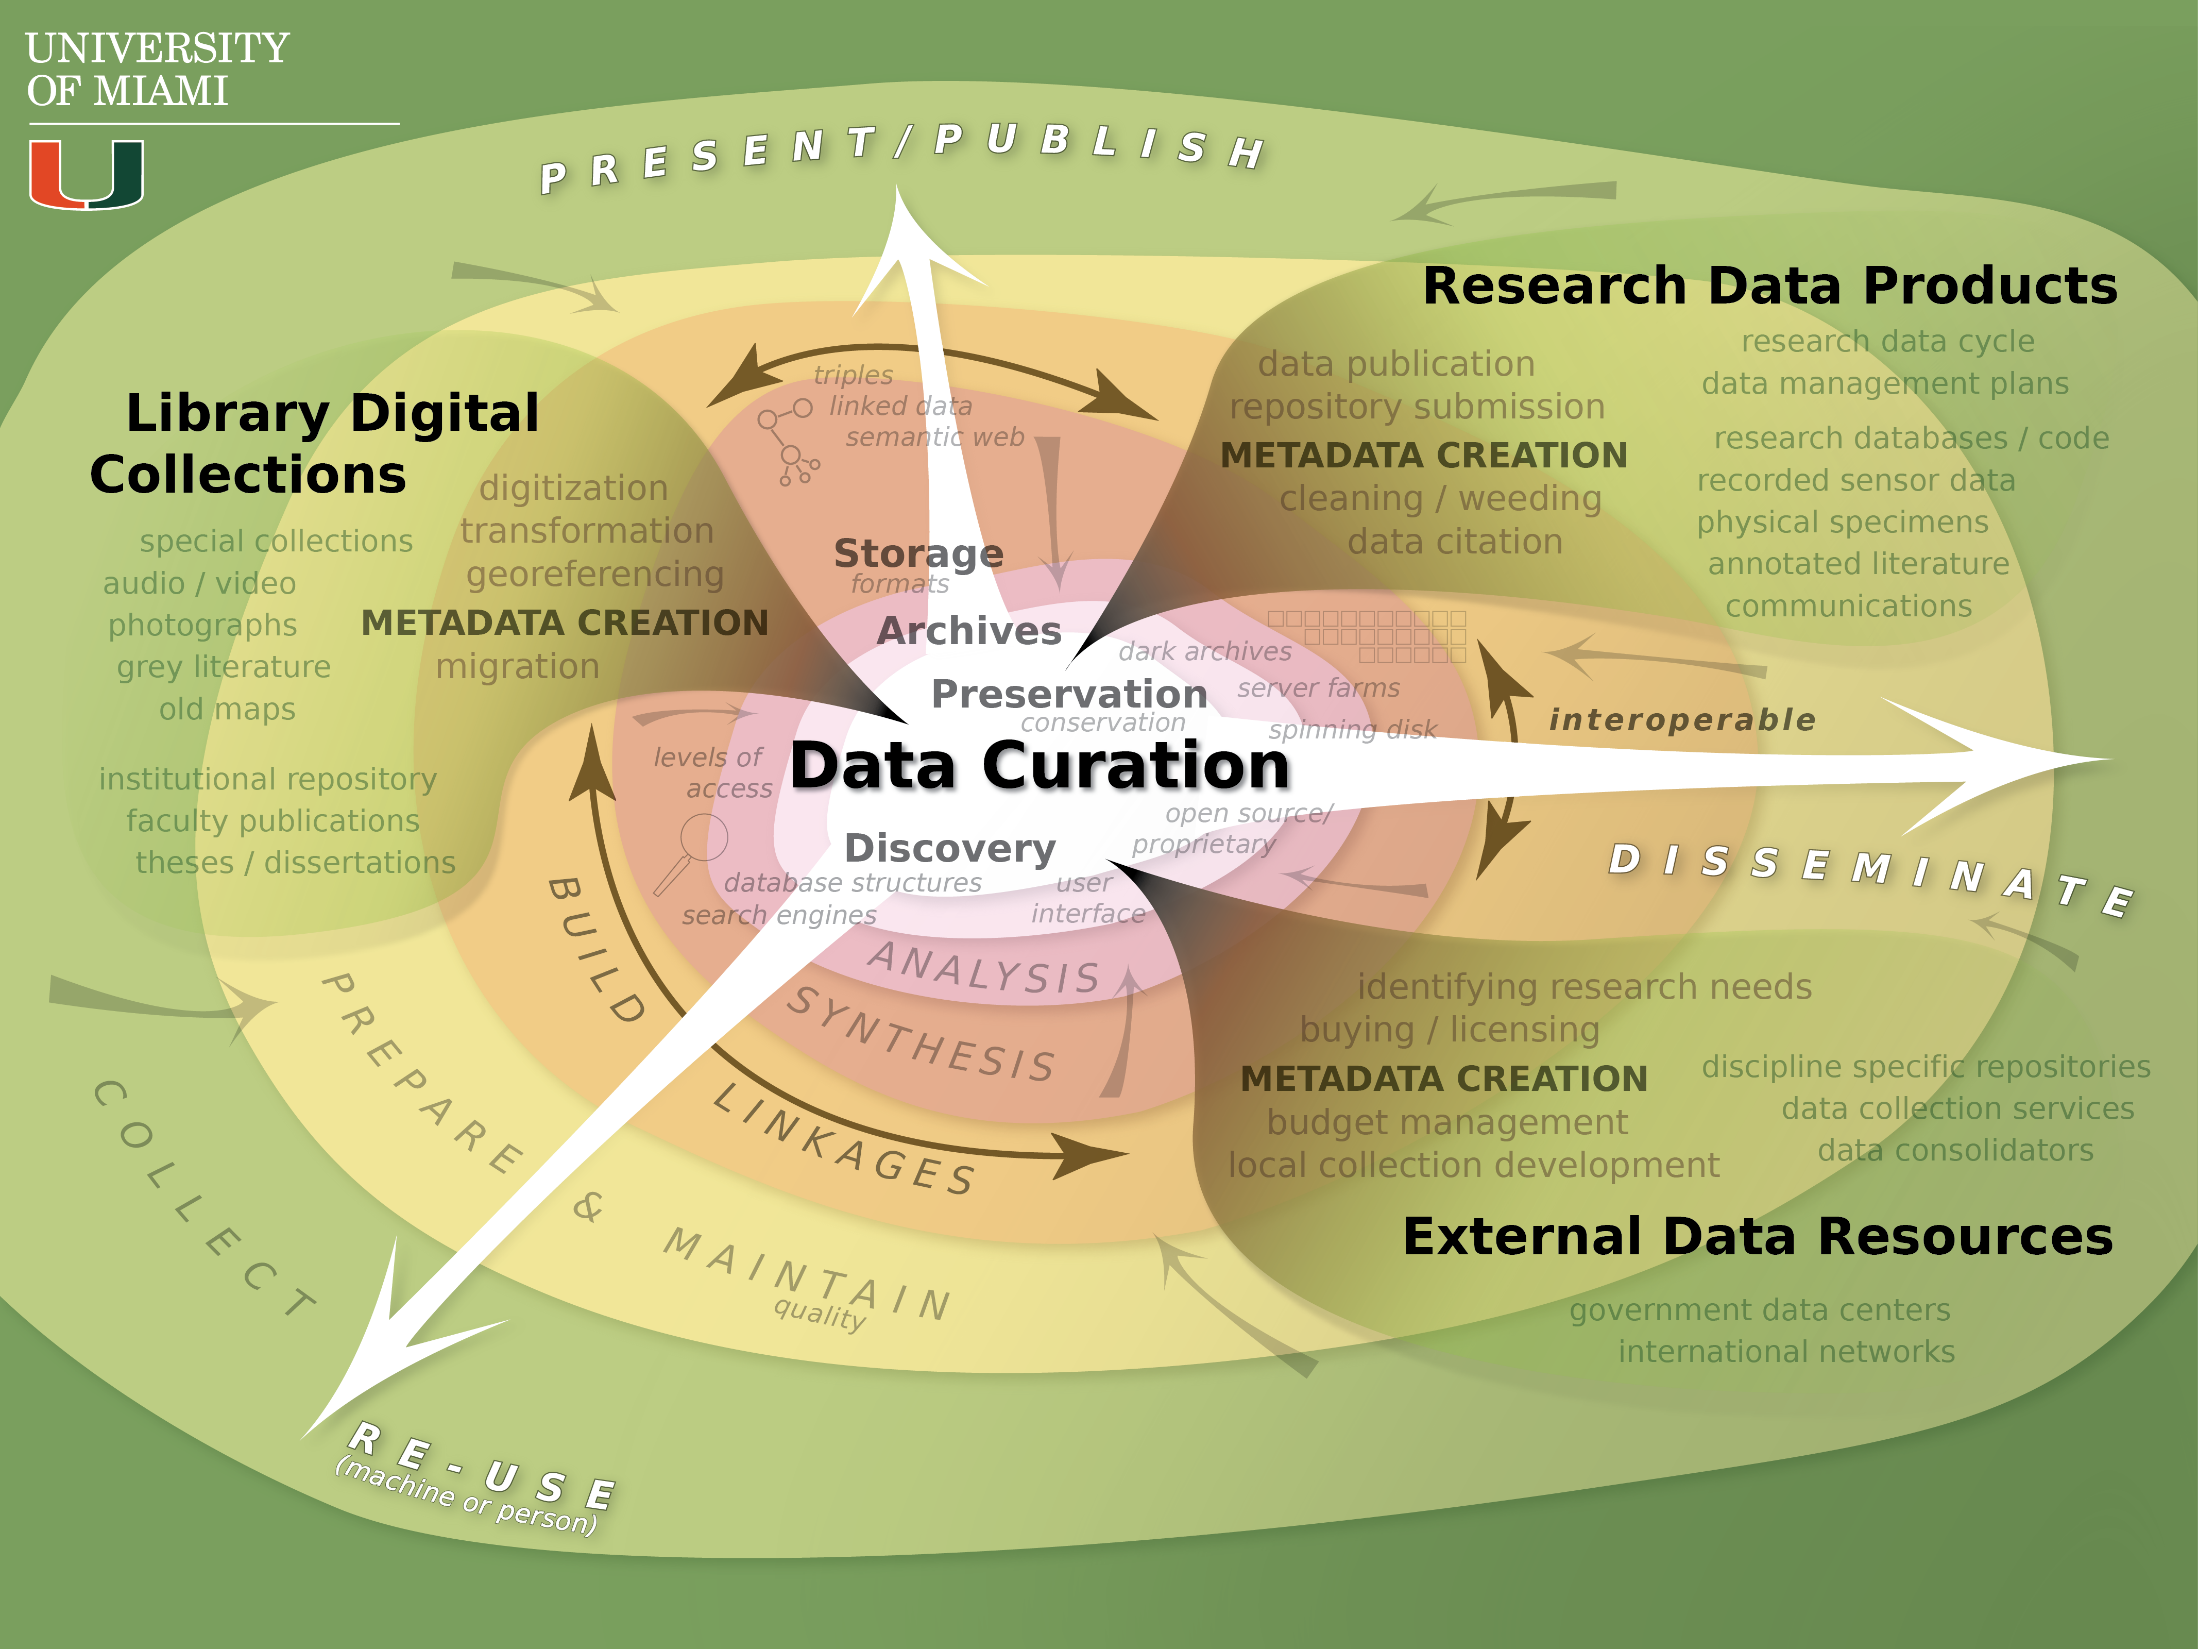 UNIVERSITY
OF MIAMI
PRESENT/PUBLISH
Research Data Products
research data cycle
data management plans
research databases / code
recorded sensor data
physical specimens
annotated literature
communications
data publication
repository submission
METADATA CREATION
cleaning / weeding
data citation
Library Digital
Collections
special collections
audio / video
photographs
grey literature
old maps
institutional repository
faculty publications
theses / dissertations
digitization
transformation
georeferencing
METADATA CREATION
migration
triples
linked data
semantic web
Storage
formats
Archives
dark archives
Preservation
server farms
conservation
spinning disk
interoperable
levels of
access
Data Curation
open source/
proprietary
Discovery
database structures
search engines
user
interface
DISSEMINATE
ANALYSIS
SYNTHESIS
BUILD
LINKAGES
PREPARE & MAINTAIN
quality
COLLECT
identifying research needs
buying / licensing
METADATA CREATION
budget management
local collection development
discipline specific repositories
data collection services
data consolidators
External Data Resources
government data centers
international networks
RE-USE
(machine or person)